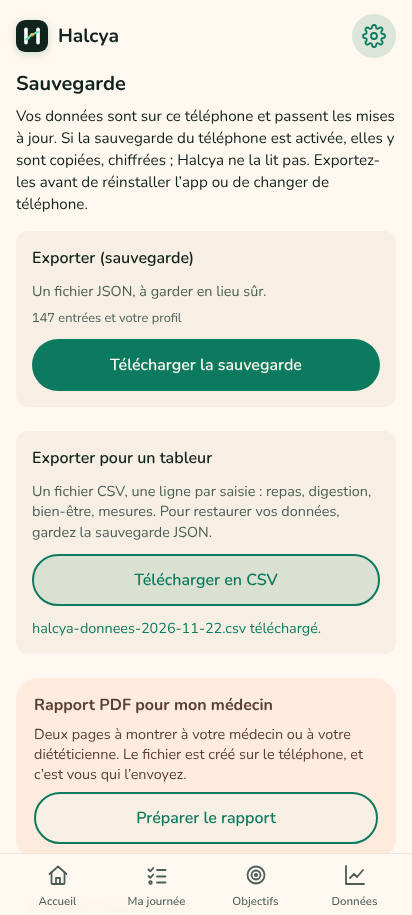 Halcya
Sauvegarde
Vos données sont sur ce téléphone et passent les mises
à jour. Si la sauvegarde du téléphone est activée, elles y
sont copiées, chiffrées ; Halcya ne la lit pas. Exportez-
les avant de réinstaller l’app ou de changer de
téléphone.
Exporter (sauvegarde)
Un fichier JSON, à garder en lieu sûr.
147 entrées et votre profil
Télécharger la sauvegarde
Exporter pour un tableur
Un fichier CSV, une ligne par saisie : repas, digestion,
bien-être, mesures. Pour restaurer vos données,
gardez la sauvegarde JSON.
Télécharger en CSV
halcya-donnees-2026-11-22.csv téléchargé.
Rapport PDF pour mon médecin
Deux pages à montrer à votre médecin ou à votre
diététicienne. Le fichier est créé sur le téléphone, et
c’est vous qui l’envoyez.
Préparer le rapport
Accueil
Ma journée
Objectifs
Données